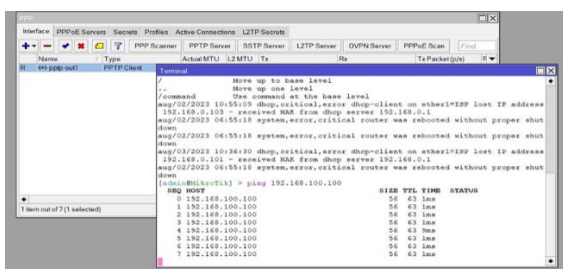 PPP
Interface PPPoE Servers Secrets Profiles Active Connections L2TP Secrets
PPP Scanner PPTP Server SSTP Server L2TP Server OVPN Server PPPoE Scan Find
Name Type Actual MTU L2 MTU Tx Rx Tx Packet (p/s)
R pptp-out1 PPTP Client
1 item out of 7 (1 selected)
Terminal
/ Move up to base level
.. Move up one level
/command Use command at the base level
aug/02/2023 10:55:09 dhcp,critical,error dhcp-client on ether1=ISP lost IP address
192.168.0.103 - received NAK from dhcp server 192.168.0.1
aug/02/2023 06:55:18 system,error,critical router was rebooted without proper shut
down
aug/02/2023 06:55:18 system,error,critical router was rebooted without proper shut
down
aug/03/2023 10:36:30 dhcp,critical,error dhcp-client on ether1=ISP lost IP address
192.168.0.101 - received NAK from dhcp server 192.168.0.1
aug/02/2023 06:55:18 system,error,critical router was rebooted without proper shut
down
[admin@MikroTik] > ping 192.168.100.100
SEQ HOST SIZE TTL TIME STATUS
0 192.168.100.100 56 63 1ms
1 192.168.100.100 56 63 1ms
2 192.168.100.100 56 63 1ms
3 192.168.100.100 56 63 1ms
4 192.168.100.100 56 63 9ms
5 192.168.100.100 56 63 1ms
6 192.168.100.100 56 63 1ms
7 192.168.100.100 56 63 1ms